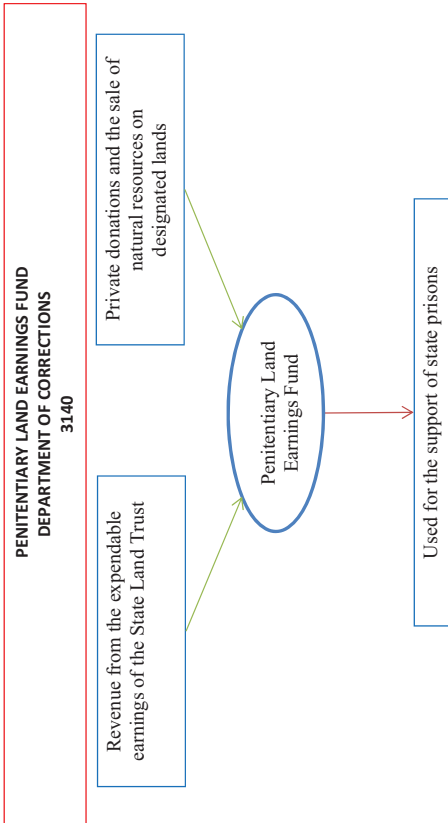 PENITENTIARY LAND EARNINGS FUND
DEPARTMENT OF CORRECTIONS
3140
Revenue from the expendable
earnings of the State Land Trust
Private donations and the sale of
natural resources on
designated lands
Penitentiary Land
Earnings Fund
Used for the support of state prisons